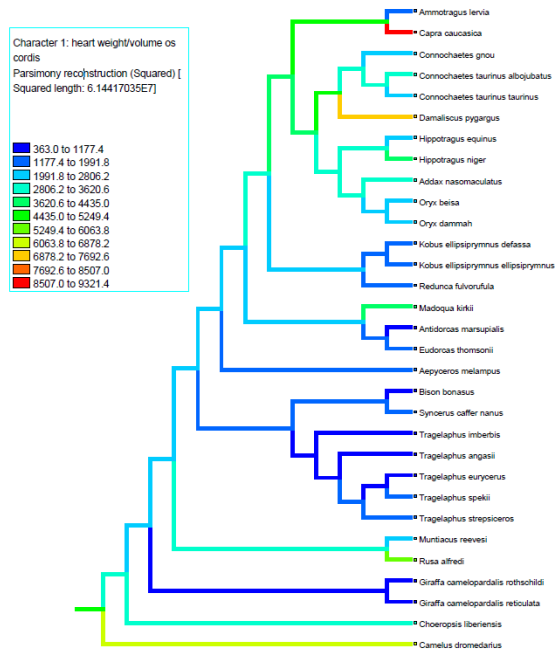 Character 1: heart weight/volume os
cordis
Parsimony reconstruction (Squared) [
Squared length: 6.14417035E7]
363.0 to 1177.4
1177.4 to 1991.8
1991.8 to 2806.2
2806.2 to 3620.6
3620.6 to 4435.0
4435.0 to 5249.4
5249.4 to 6063.8
6063.8 to 6878.2
6878.2 to 7692.6
7692.6 to 8507.0
8507.0 to 9321.4
Ammotragus lervia
Capra caucasica
Connochaetes gnou
Connochaetes taurinus albojubatus
Connochaetes taurinus taurinus
Damaliscus pygargus
Hippotragus equinus
Hippotragus niger
Addax nasomaculatus
Oryx beisa
Oryx dammah
Kobus ellipsiprymnus defassa
Kobus ellipsiprymnus ellipsiprymnus
Redunca fulvorufula
Madoqua kirkii
Antidorcas marsupialis
Eudorcas thomsonii
Aepyceros melampus
Bison bonasus
Syncerus caffer nanus
Tragelaphus imberbis
Tragelaphus angasii
Tragelaphus eurycerus
Tragelaphus spekii
Tragelaphus strepsiceros
Muntiacus reevesi
Rusa alfredi
Giraffa camelopardalis rothschildi
Giraffa camelopardalis reticulata
Choeropsis liberiensis
Camelus dromedarius